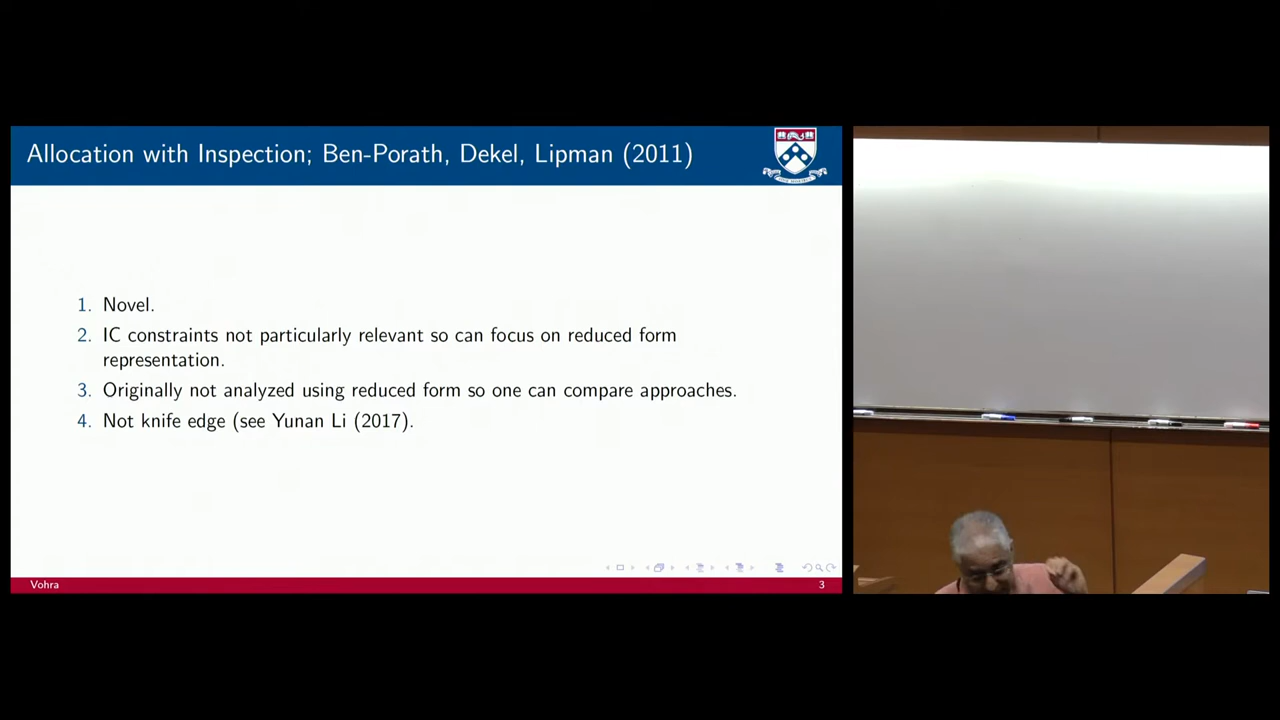 Allocation with Inspection; Ben-Porath, Dekel, Lipman (2011)
1. Novel.
2. IC constraints not particularly relevant so can focus on reduced form
representation.
3. Originally not analyzed using reduced form so one can compare approaches.
4. Not knife edge (see Yunan Li (2017).
Vohra
3